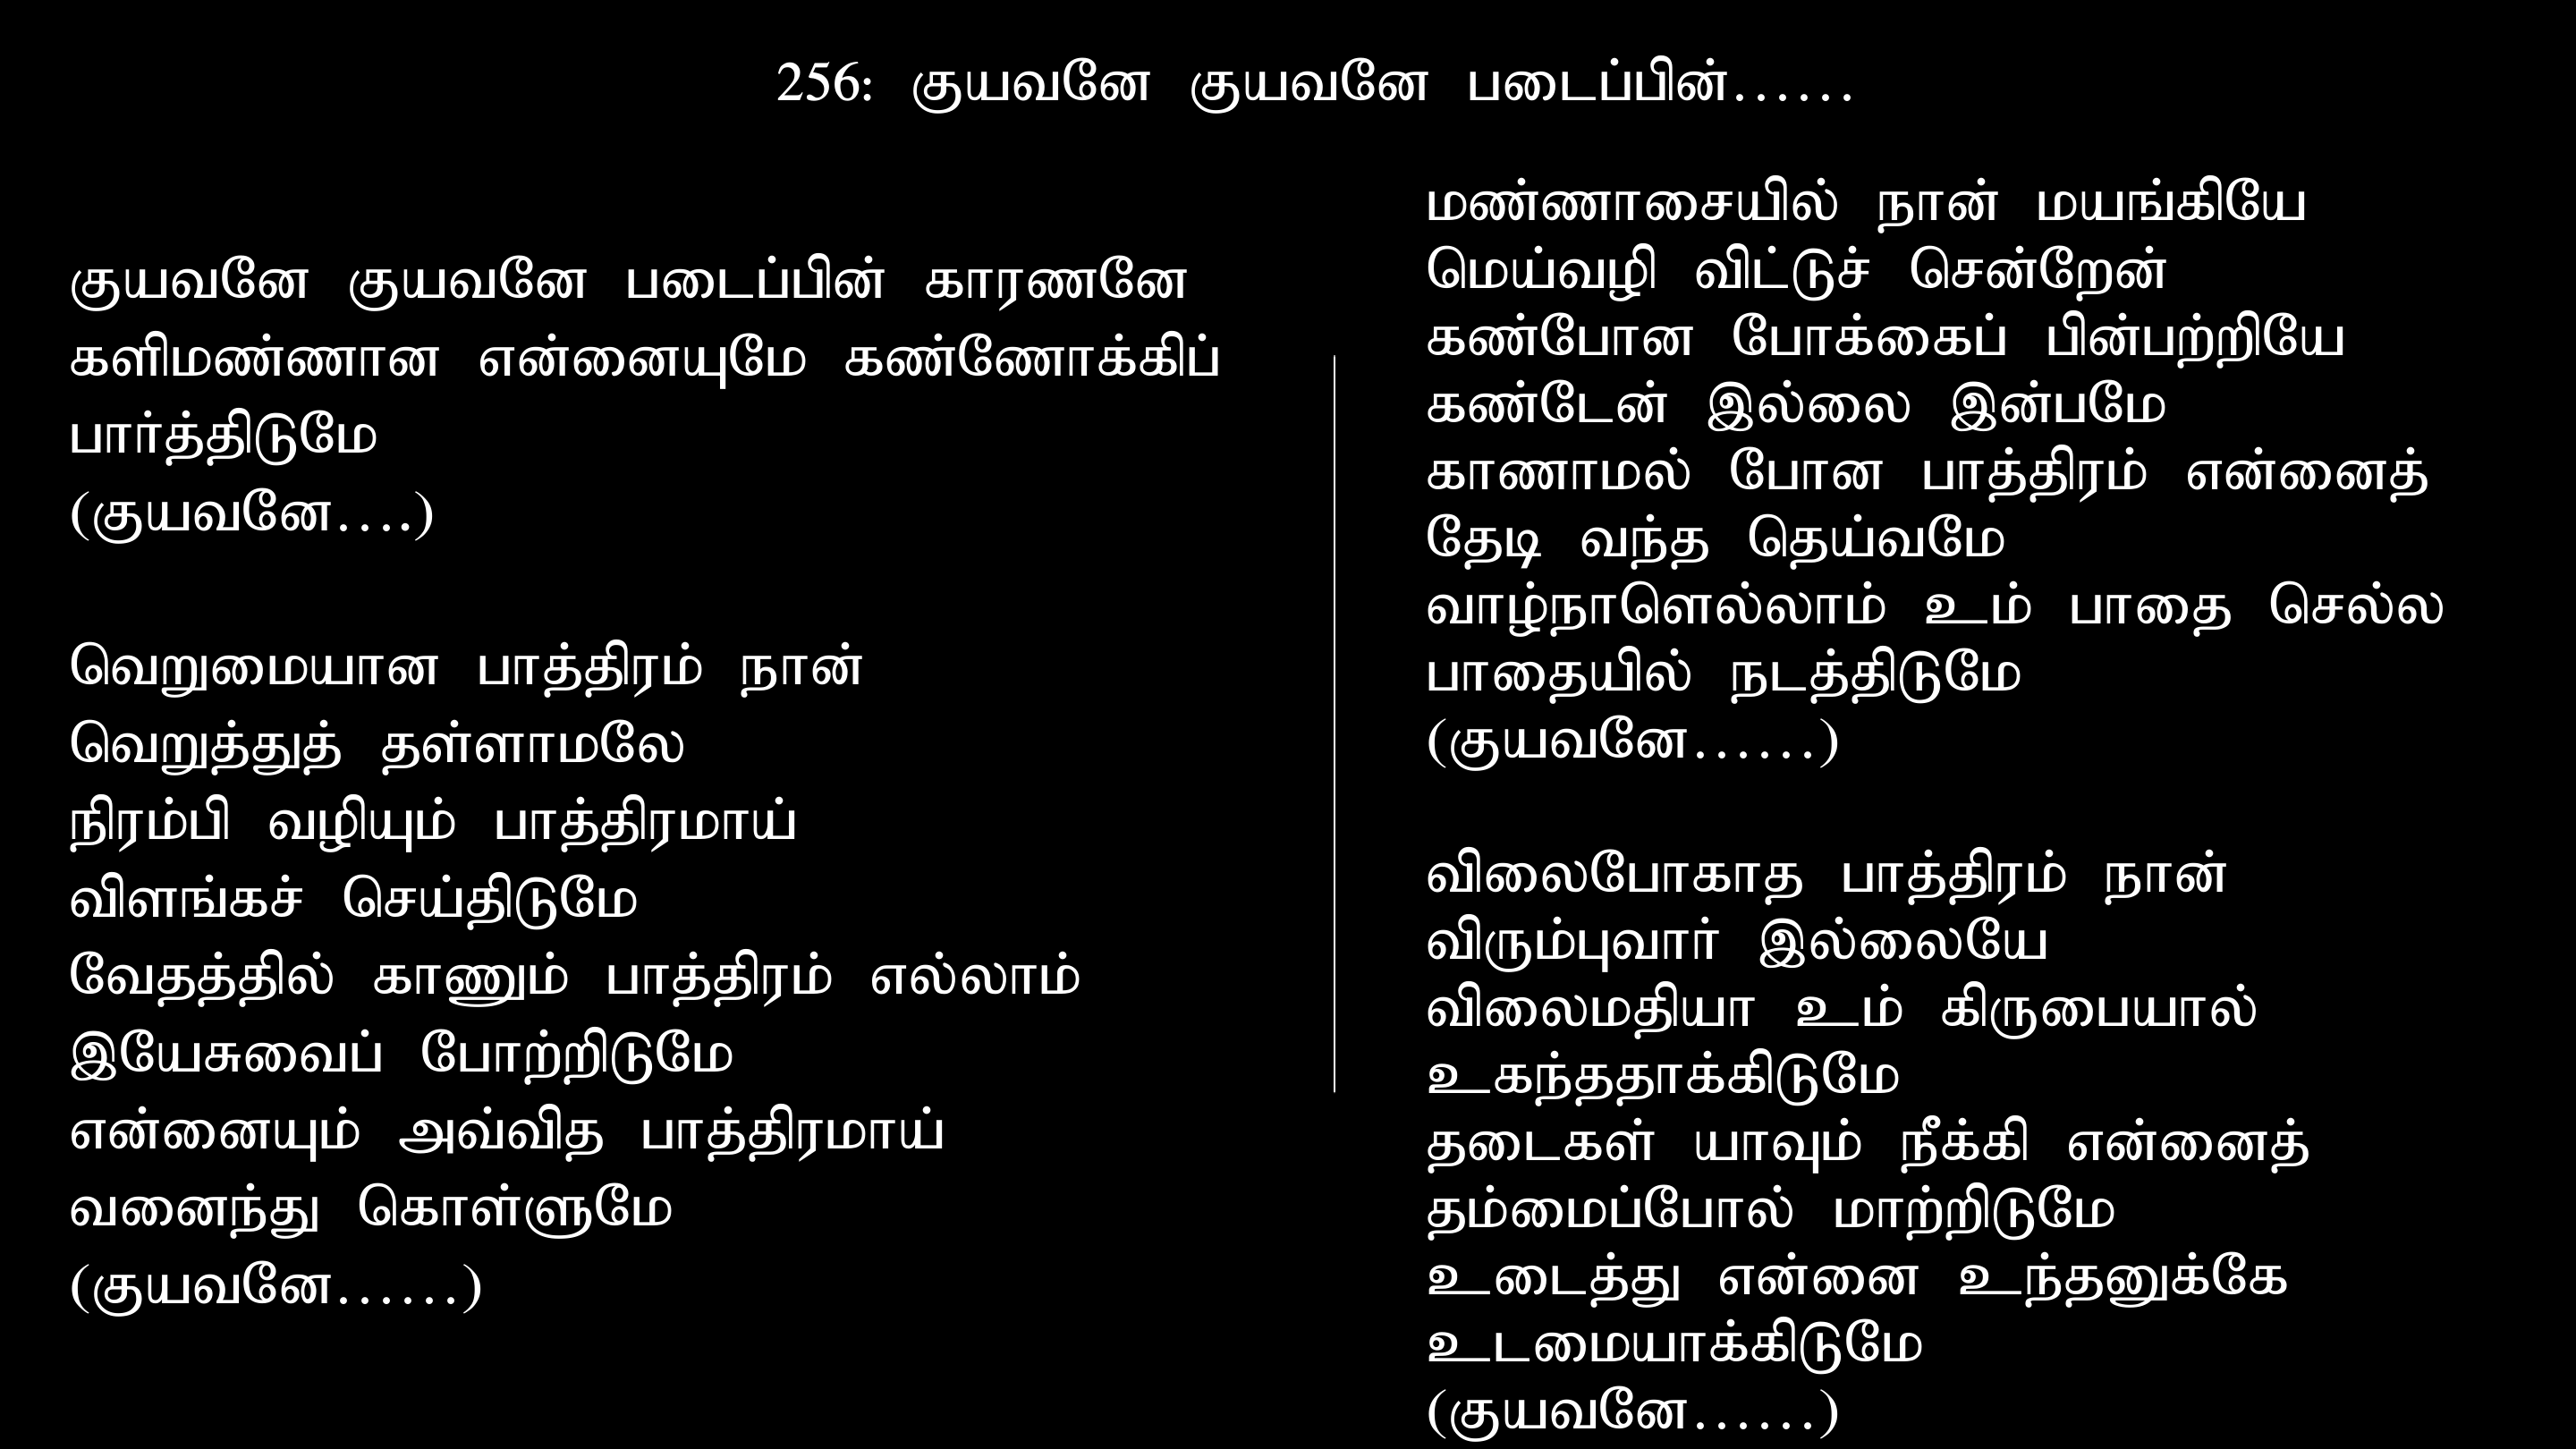 256: குயவனே குயவனே படைப்பின்......
குயவனே குயவனே படைப்பின் காரணனே
களிமண்ணான என்னையுமே கண்ணோக்கிப்
பார்த்திடுமே
(குயவனே....)
வெறுமையான பாத்திரம் நான்
வெறுத்துத் தள்ளாமலே
நிரம்பி வழியும் பாத்திரமாய்
விளங்கச் செய்திடுமே
வேதத்தில் காணும் பாத்திரம் எல்லாம்
இயேசுவைப் போற்றிடுமே
என்னையும் அவ்வித பாத்திரமாய்
வனைந்து கொள்ளுமே
(குயவனே......)
மண்ணாசையில் நான் மயங்கியே
மெய்வழி விட்டுச் சென்றேன்
கண்போன போக்கைப் பின்பற்றியே
கண்டேன் இல்லை இன்பமே
காணாமல் போன பாத்திரம் என்னைத்
தேடி வந்த தெய்வமே
வாழ்நாளெல்லாம் உம் பாதை செல்ல
பாதையில் நடத்திடுமே
(குயவனே......)
விலைபோகாத பாத்திரம் நான்
விரும்புவார் இல்லையே
விலைமதியா உம் கிருபையால்
உகந்ததாக்கிடுமே
தடைகள் யாவும் நீக்கி என்னைத்
தம்மைப்போல் மாற்றிடுமே
உடைத்து என்னை உந்தனுக்கே
உடமையாக்கிடுமே
(குயவனே......)